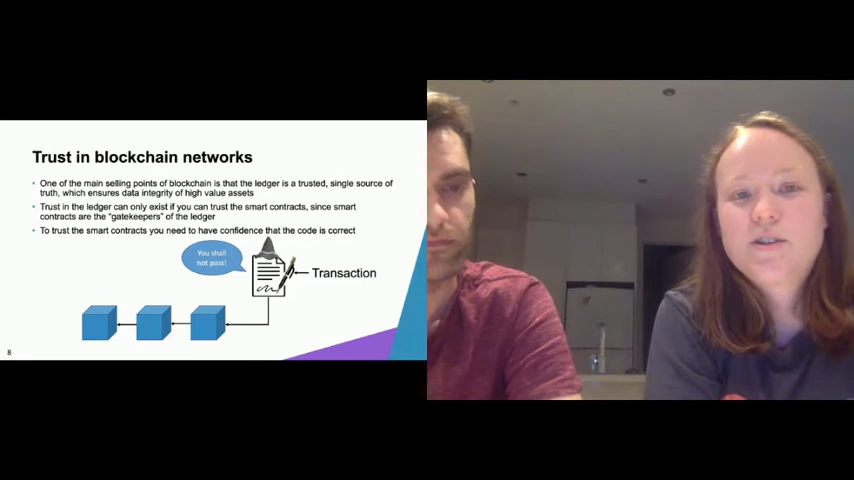 Trust in blockchain networks
• One of the main selling points of blockchain is that the ledger is a trusted, single source of
truth, which ensures data integrity of high value assets
• Trust in the ledger can only exist if you can trust the smart contracts, since smart
contracts are the “gatekeepers” of the ledger
• To trust the smart contracts you need to have confidence that the code is correct
You shall
not pass!
Transaction
8